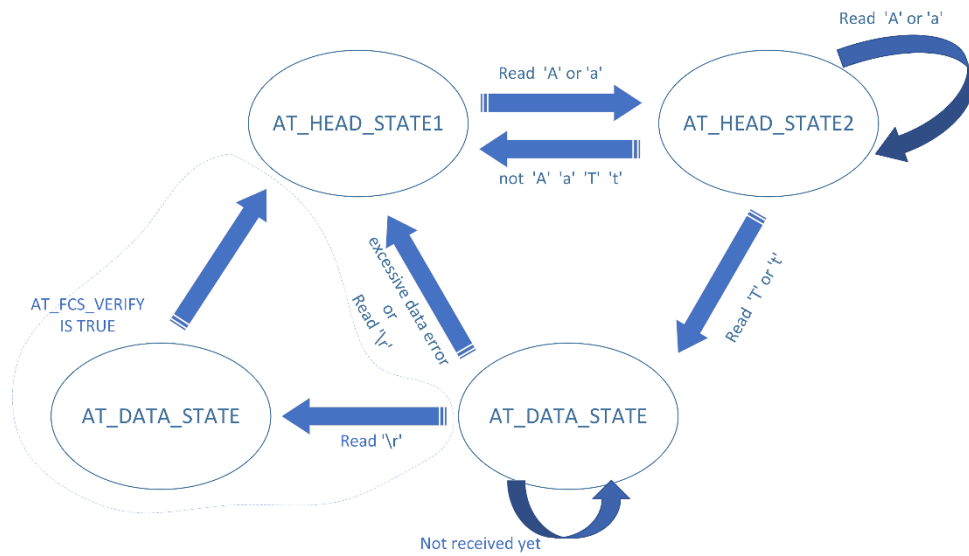 Read 'A' or 'a'
Read 'A' or 'a'
AT_HEAD_STATE1
AT_HEAD_STATE2
not 'A' 'a' 'T' 't'
Read 'T' or 't'
excessive data error
or
Read '\r'
AT_FCS_VERIFY
IS TRUE
AT_DATA_STATE
AT_DATA_STATE
Read '\r'
Not received yet